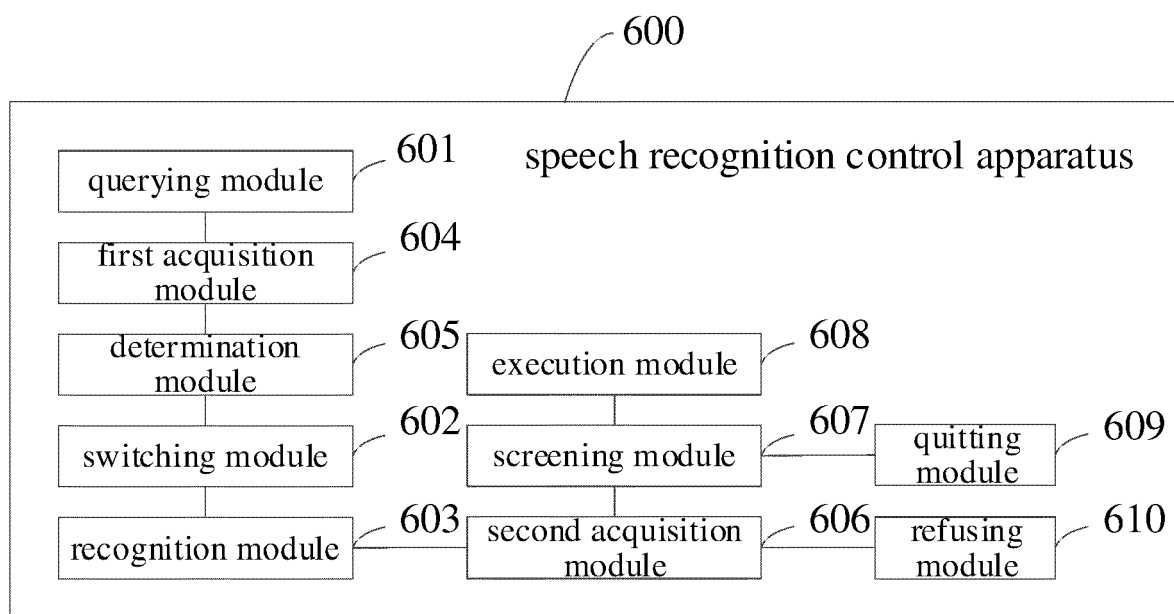 600
speech recognition control apparatus
601
querying module
604
first acquisition
module
605
determination
module
608
execution module
602
switching module
607
screening module
609
quitting
module
603
recognition module
606
second acquisition
module
610
refusing
module